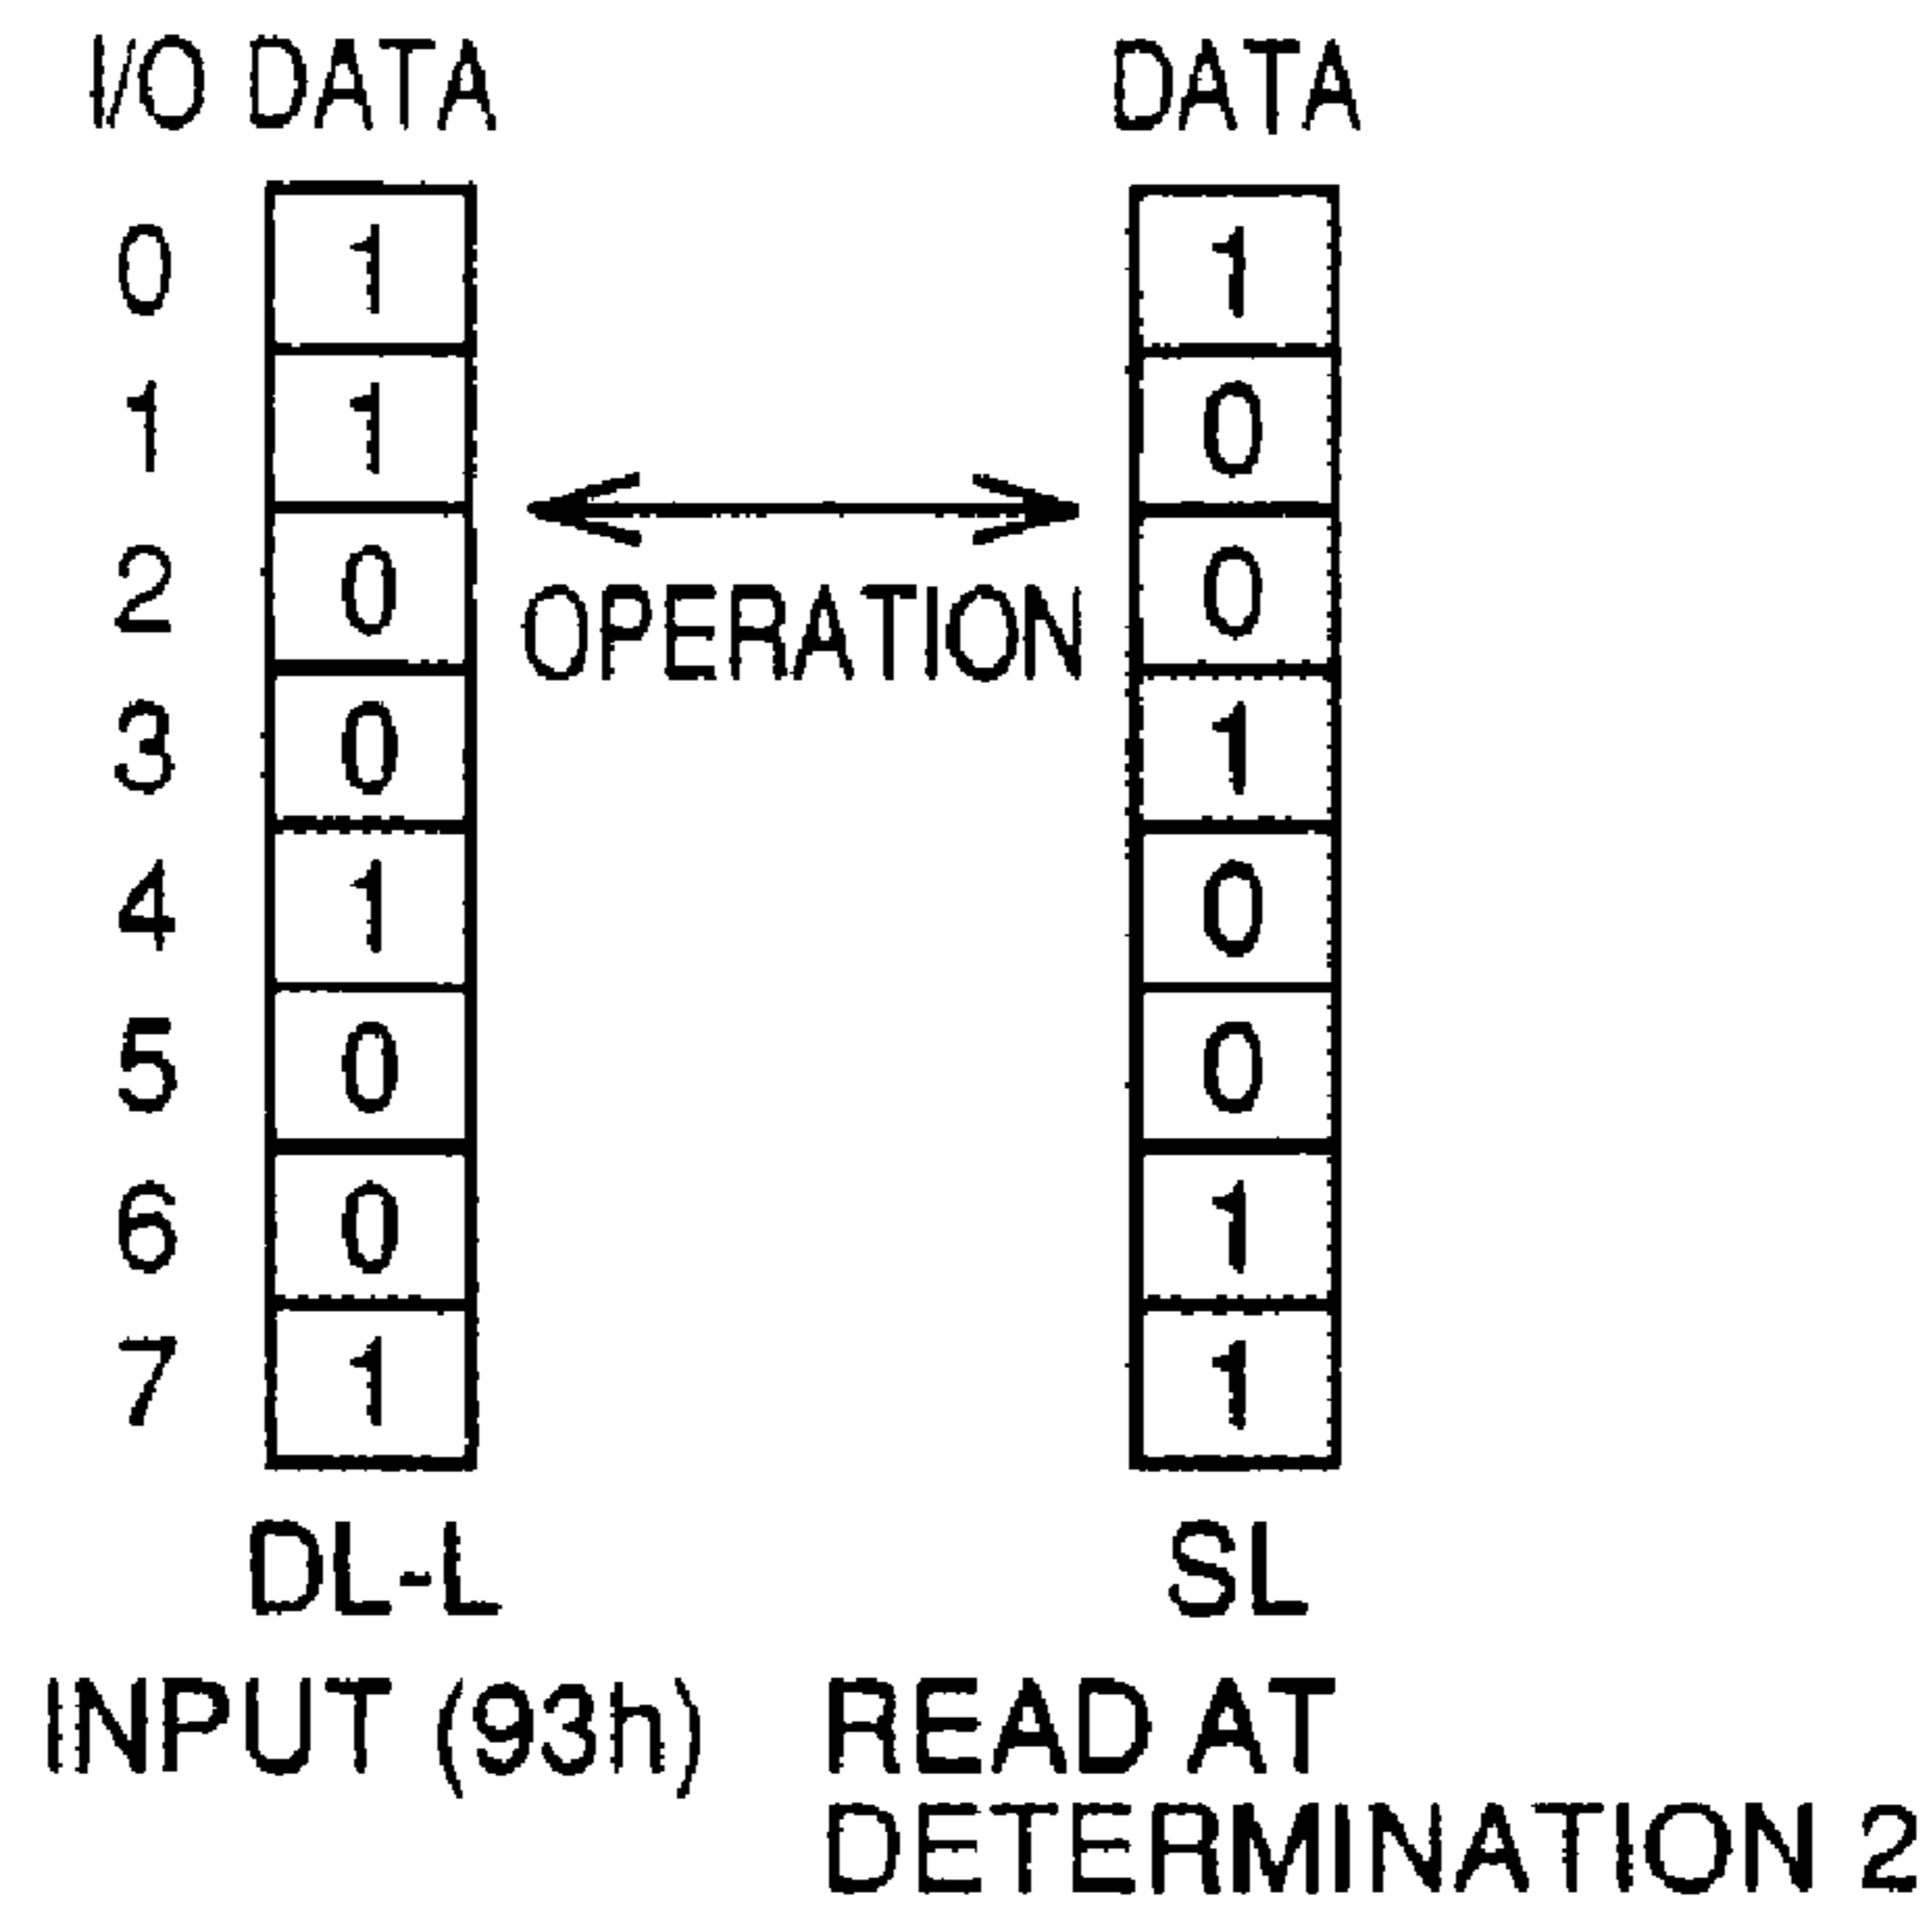 I/O DATA DATA
0 1 1
1 1 0
2 0 0
OPERATION
3 0 1
4 1 0
5 0 0
6 0 1
7 1 1
DL-L SL
INPUT (93h) READ AT
DETERMINATION 2